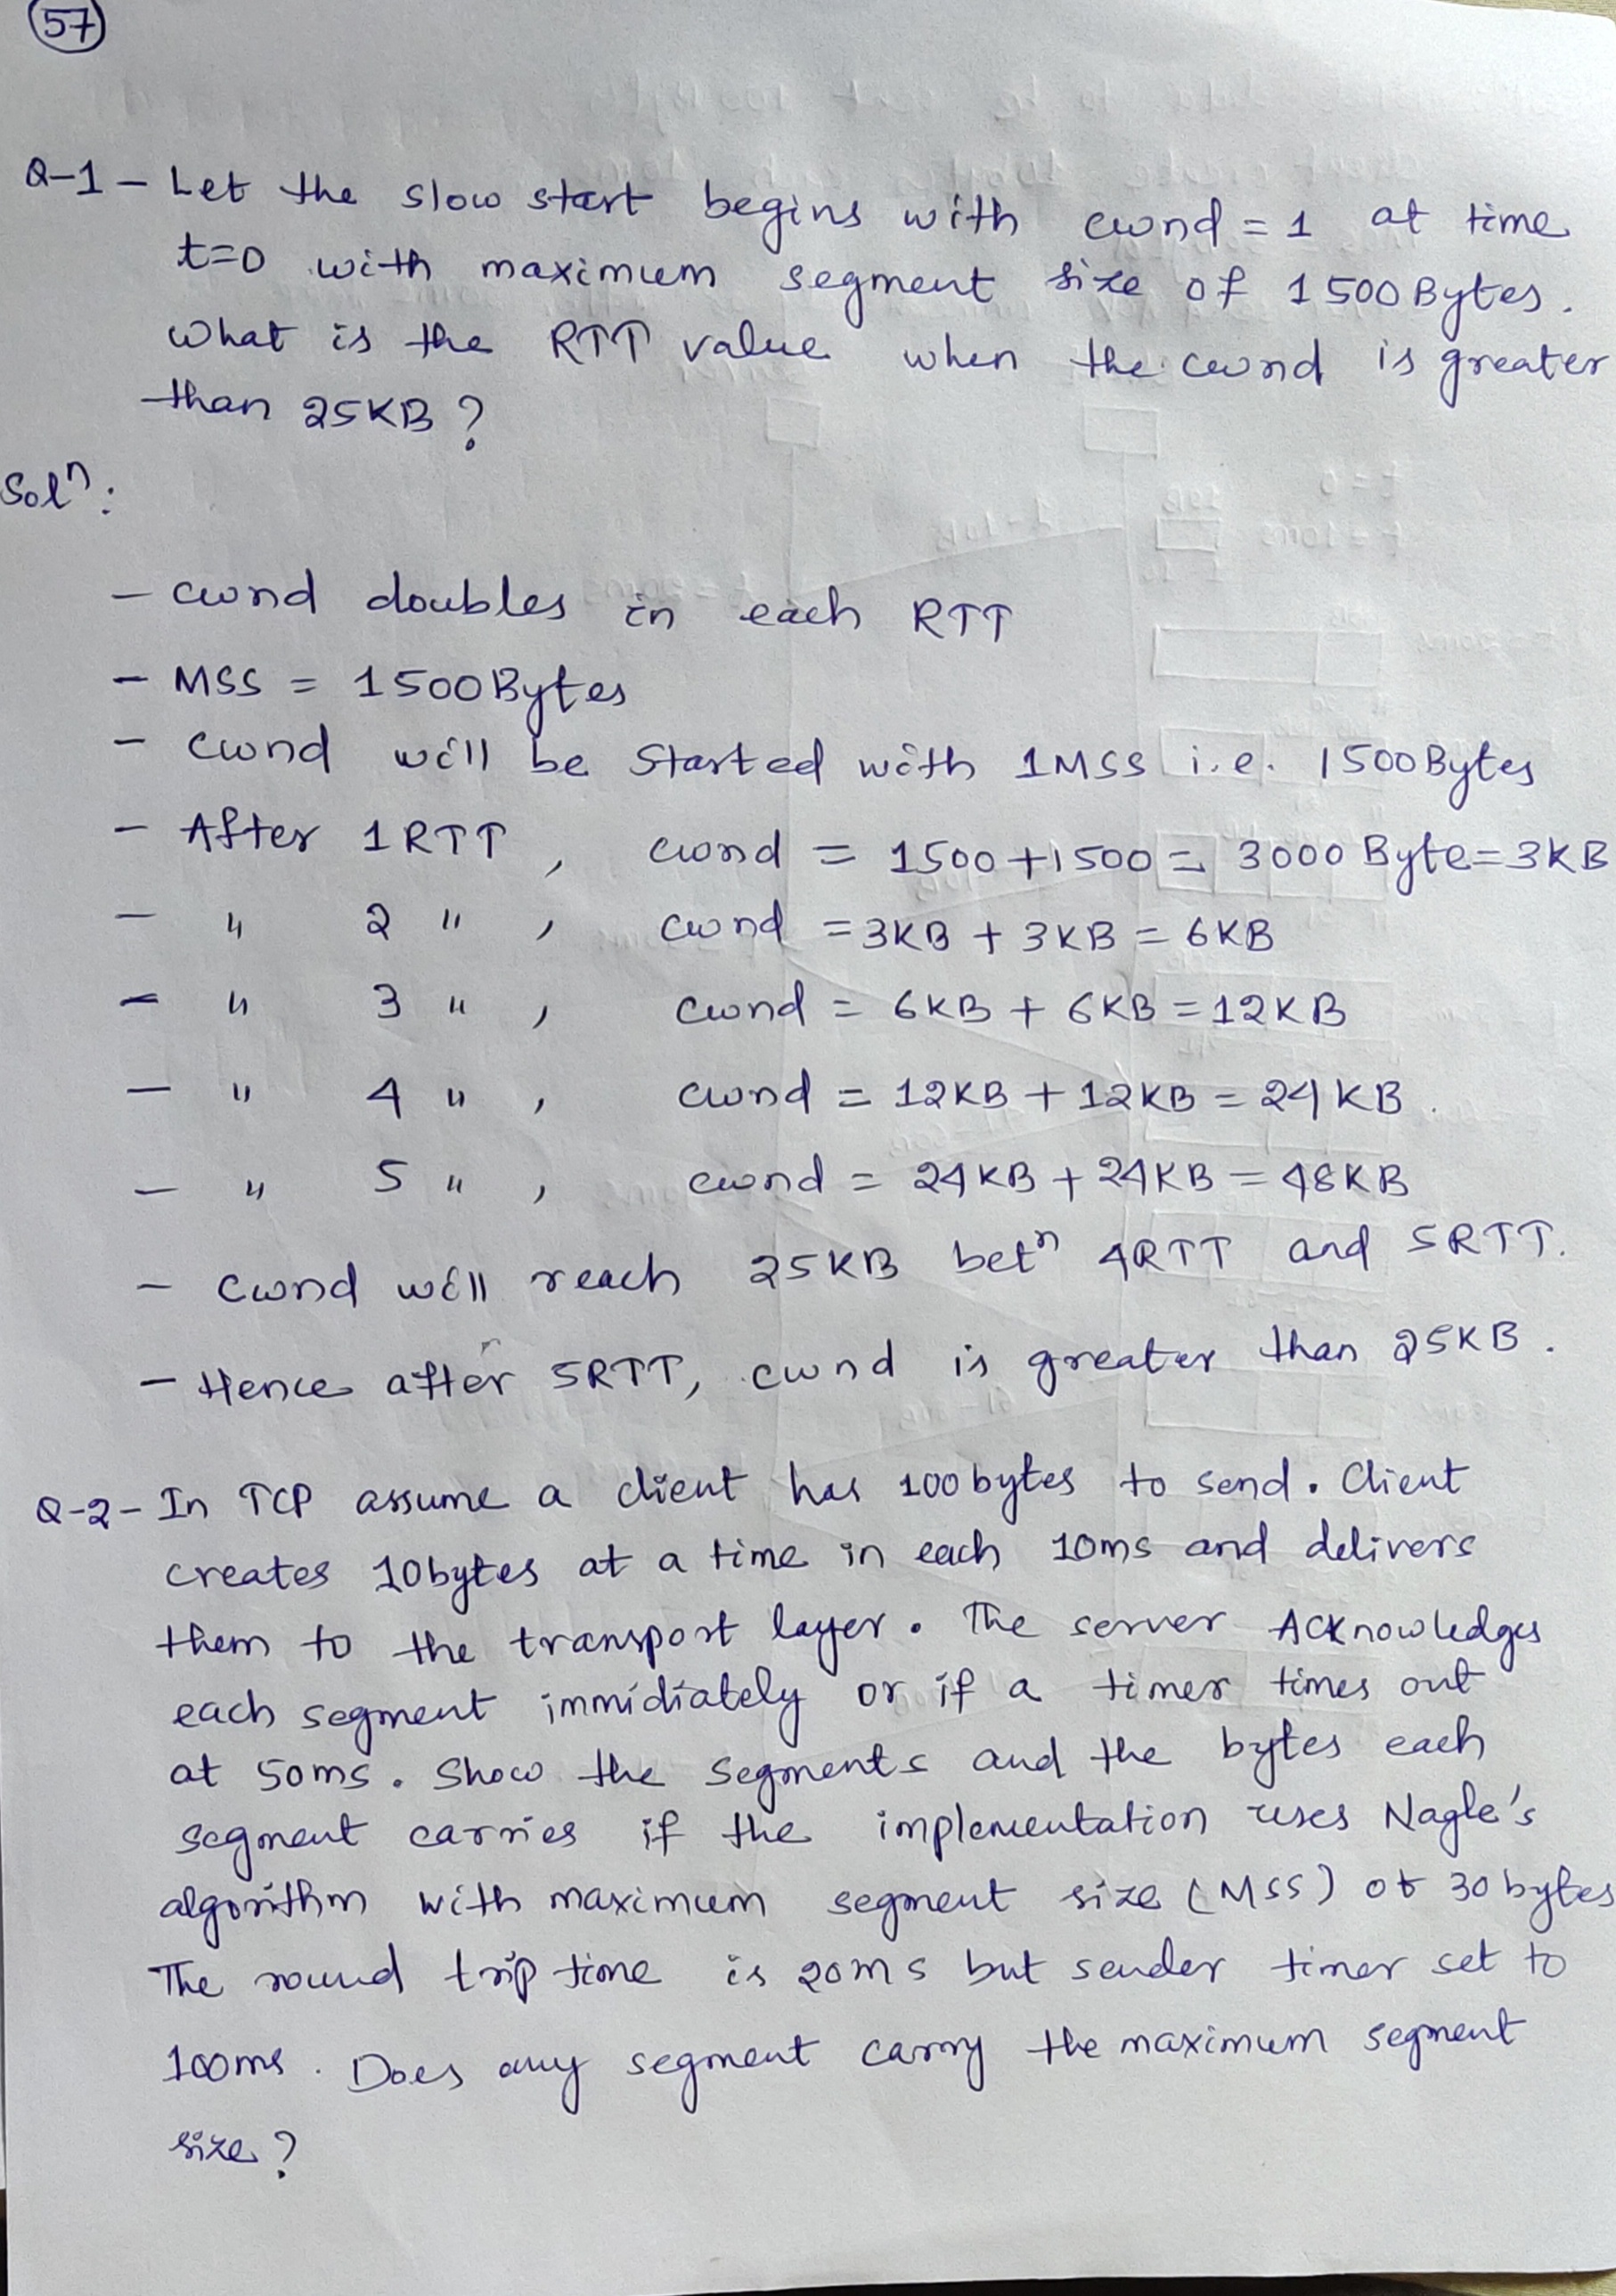 57
Q-1 - Let the slow start begins with cwnd = 1 at time
t=0 with maximum segment size of 1500 Bytes.
What is the RTT value when the cwnd is greater
than 25KB ?
Solⁿ:
- cwnd doubles in each RTT
- MSS = 1500 Bytes
- cwnd will be started with 1MSS i.e. 1500 Bytes
- After 1 RTT , cwnd = 1500 + 1500 = 3000 Byte = 3KB
- " 2 " , cwnd = 3KB + 3KB = 6KB
- " 3 " , cwnd = 6KB + 6KB = 12KB
- " 4 " , cwnd = 12KB + 12KB = 24KB.
- " 5 " , cwnd = 24KB + 24KB = 48KB
- cwnd will reach 25KB betⁿ 4RTT and 5RTT.
- Hence after 5RTT, cwnd is greater than 25KB.
Q-2 - In TCP assume a client has 100 bytes to send. Client
creates 10 bytes at a time in each 10ms and delivers
them to the transport layer. The server Acknowledges
each segment immidiately or if a timer times out
at 50ms. Show the segments and the bytes each
segment carries if the implementation uses Nagle's
algorithm with maximum segment size (MSS) of 30 bytes
The round trip time is 20ms but sender timer set to
100ms. Does any segment carry the maximum segment
size ?